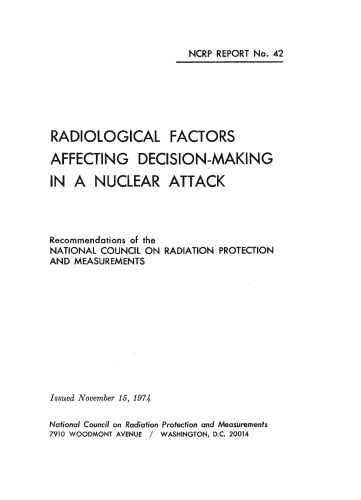 NCRP REPORT No. 42
RADIOLOGICAL FACTORS
AFFECTING DECISION-MAKING
IN A NUCLEAR ATTACK
Recommendations of the
NATIONAL COUNCIL ON RADIATION PROTECTION
AND MEASUREMENTS
Issued November 15, 1974
National Council on Radiation Protection and Measurements
7910 WOODMONT AVENUE / WASHINGTON, D.C. 20014